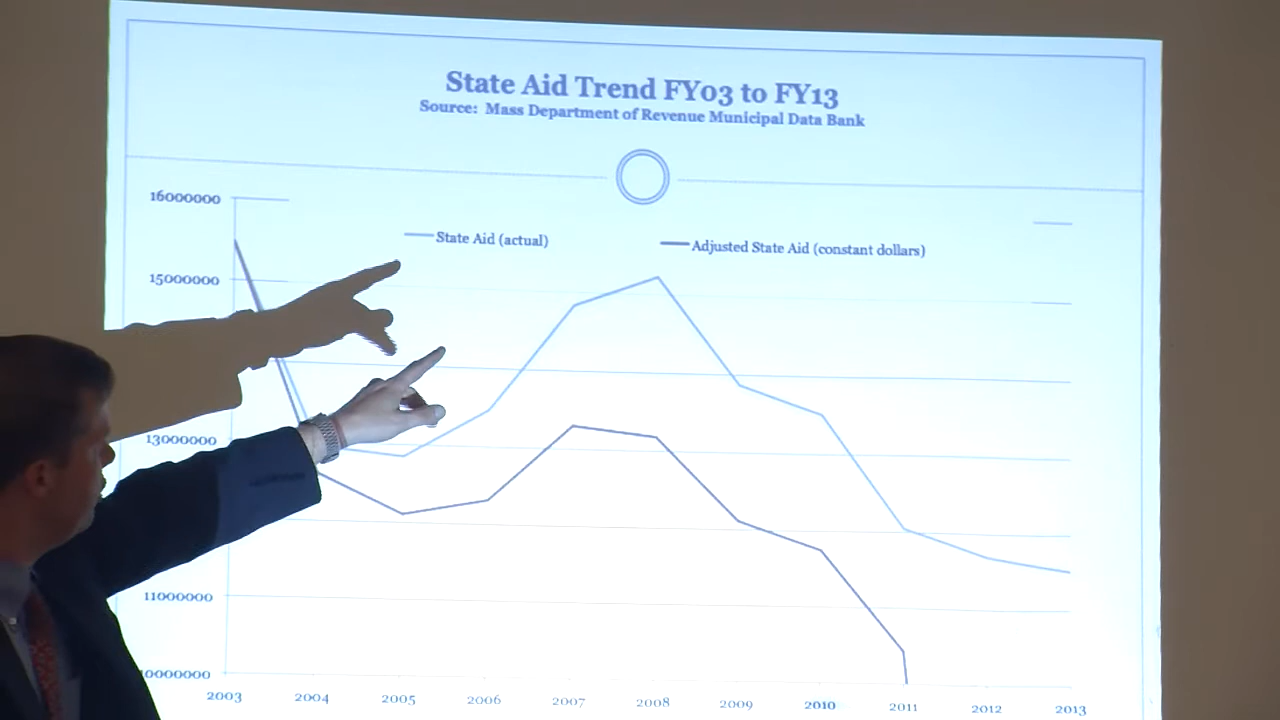 State Aid Trend FY03 to FY13
Source: Mass Department of Revenue Municipal Data Bank
16000000
State Aid (actual)
Adjusted State Aid (constant dollars)
15000000
13000000
11000000
0000000
2003 2004 2005 2006 2007 2008 2009 2010 2011 2012 2013